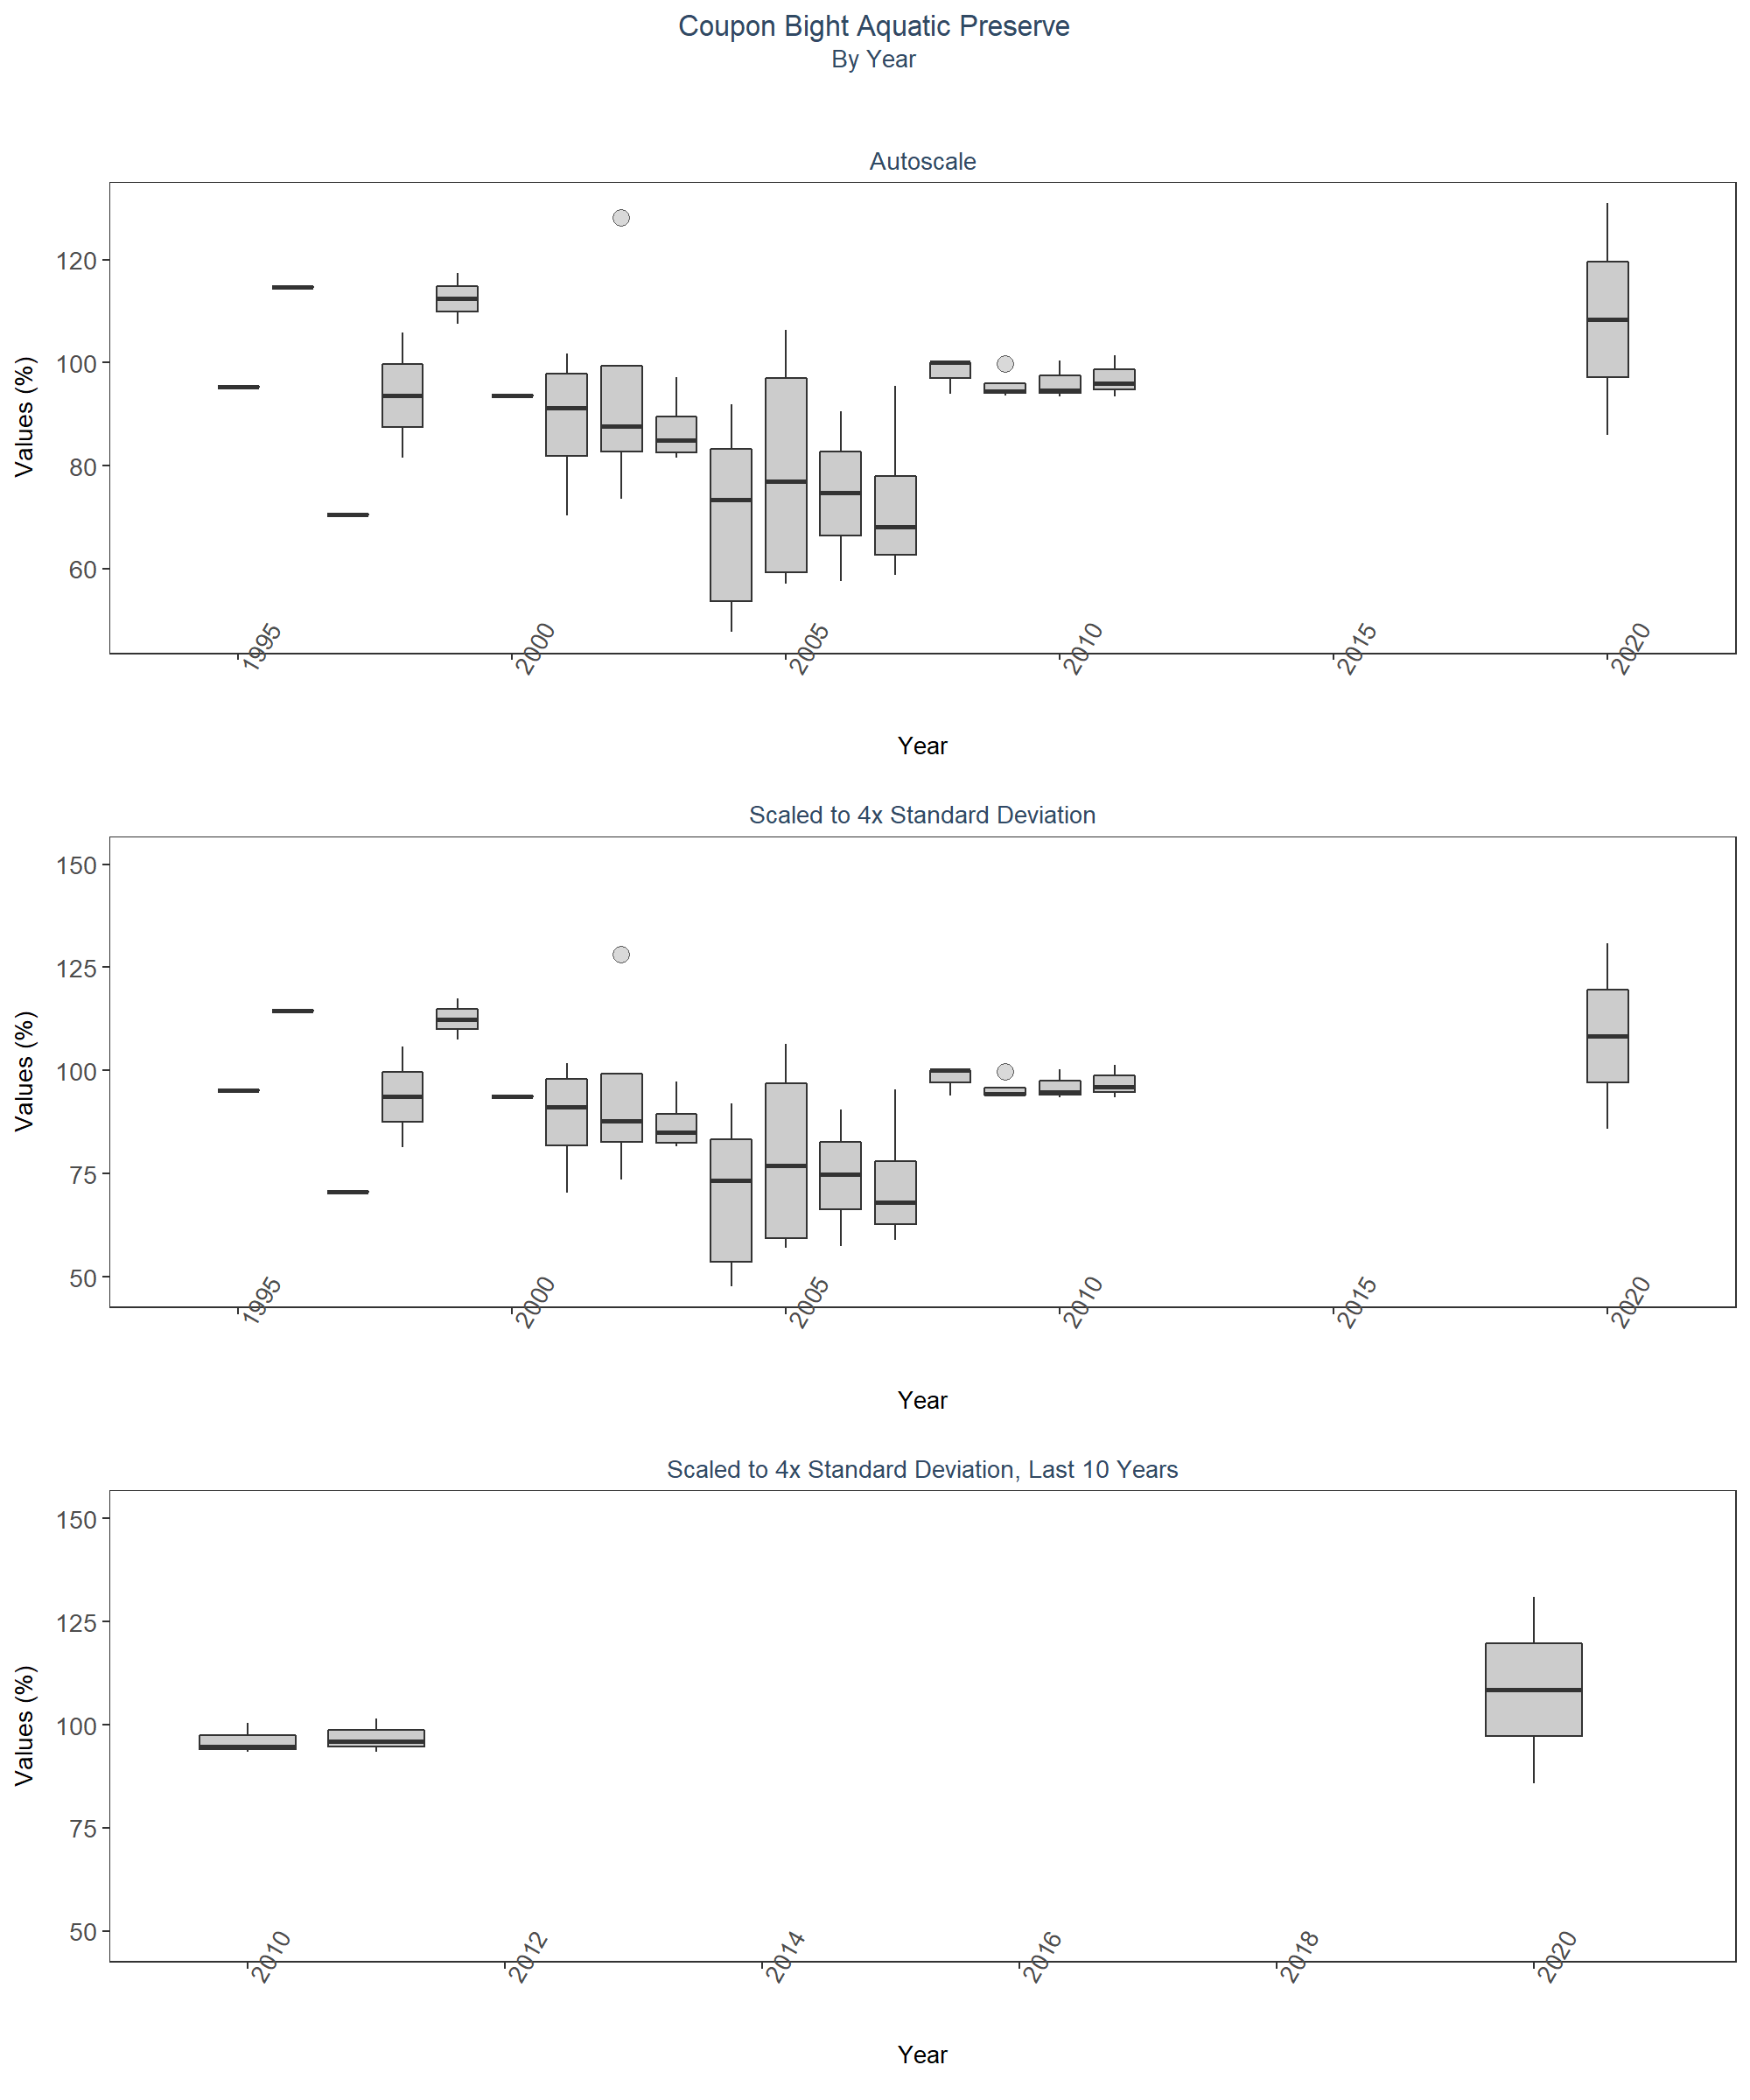 Coupon Bight Aquatic Preserve
By Year
Autoscale
Values (%)
120
100
80
60
1995
2000
2005
2010
2015
2020
Year
Scaled to 4x Standard Deviation
Values (%)
150
125
100
75
50
1995
2000
2005
2010
2015
2020
Year
Scaled to 4x Standard Deviation, Last 10 Years
Values (%)
150
125
100
75
50
2010
2012
2014
2016
2018
2020
Year